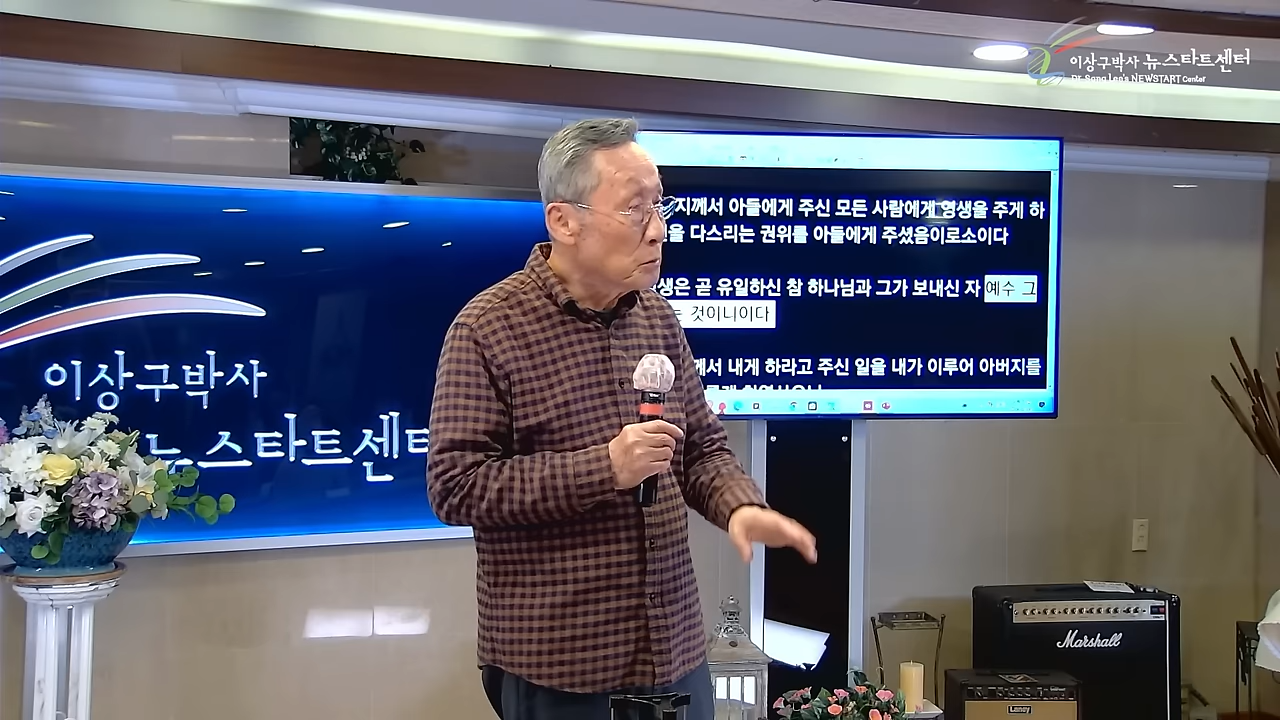 이상구박사 뉴스타트센터
Dr. Sang Lee's NEWSTART Center
지께서 아들에게 주신 모든 사람에게 영생을 주게 하
다스리는 권위를 아들에게 주셨음이로소이다
생은 곧 유일하신 참 하나님과 그가 보내신 자 예수 그
것이니이다
께서 내게 하라고 주신 일을 내가 이루어 아버지를
이상구박사
뉴스타트센터
Marshall
Laney